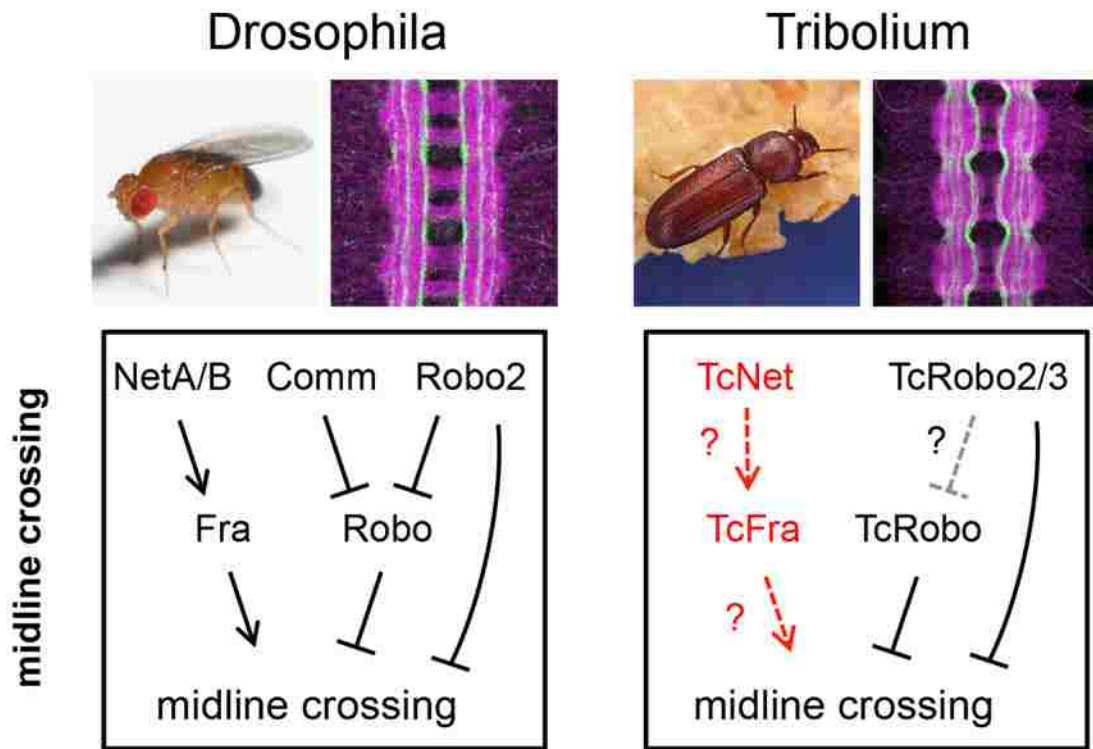 Drosophila
Tribolium
midline crossing
NetA/B Comm Robo2
Fra Robo
midline crossing
TcNet TcRobo2/3
? ?
TcFra TcRobo
?
midline crossing